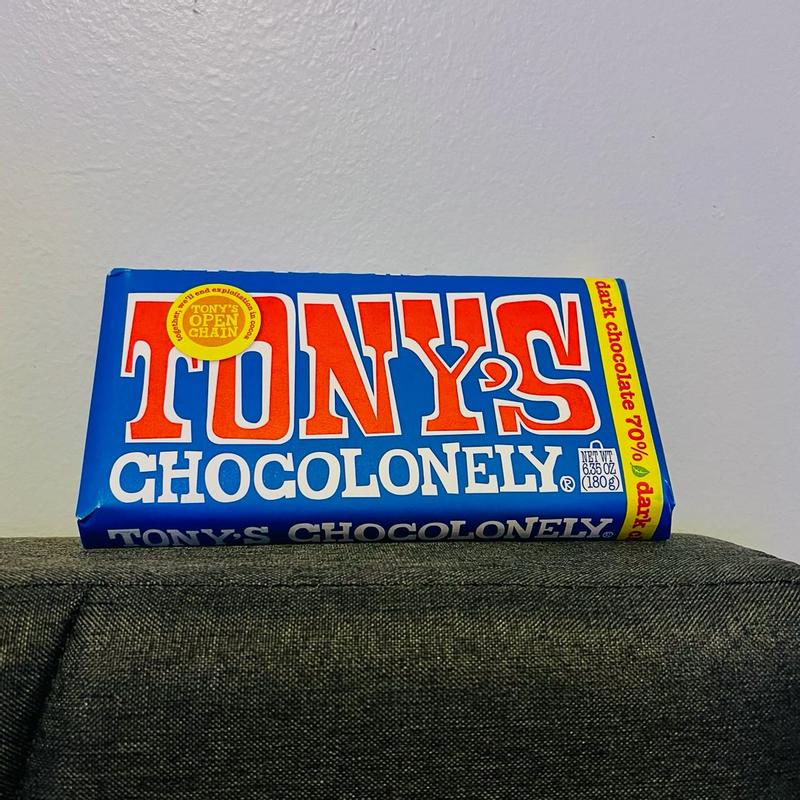 together, we'll end exploitation in cocoa
TONY'S
OPEN
CHAIN
TONY'S
CHOCOLONELY®
NET WT
6.35 OZ
(180g)
dark chocolate 70% dark
TONY'S CHOCOLONELY®